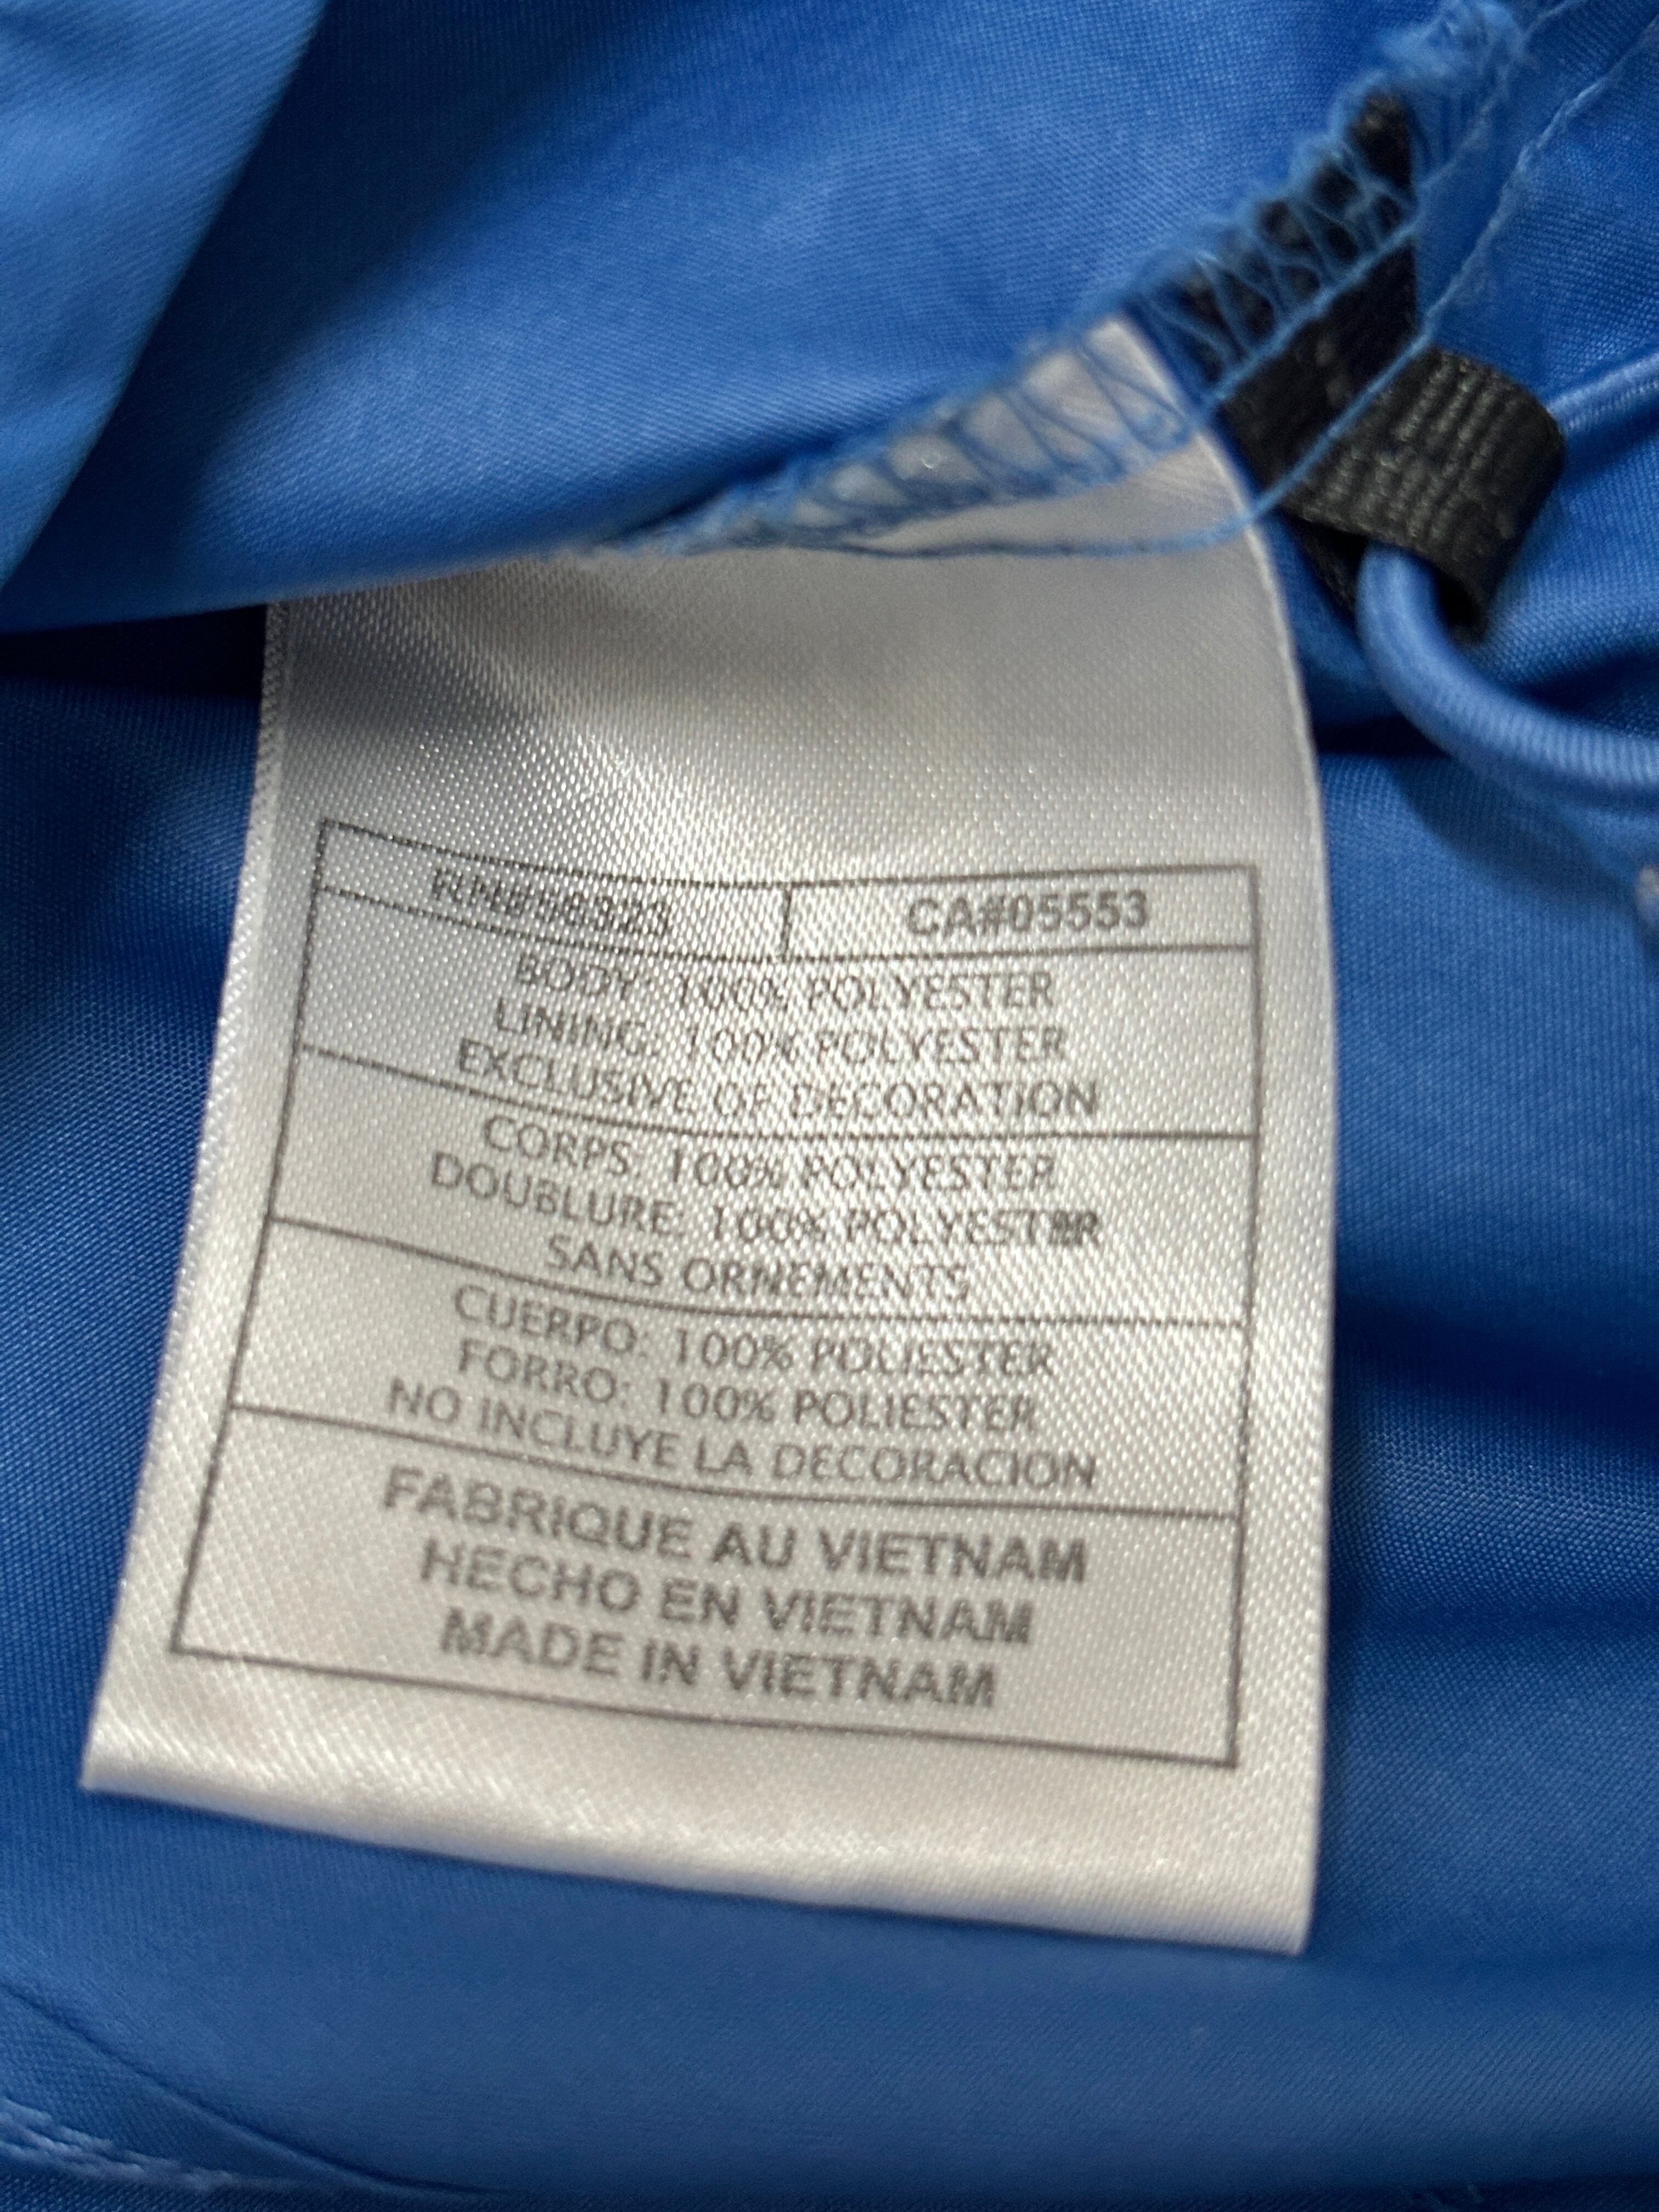 CA#05553
BODY: 100% POLYESTER
LINING: 100% POLYESTER
EXCLUSIVE OF DECORATION
CORPS: 100% POLYESTER
DOUBLURE: 100% POLYESTER
SANS ORNEMENTS
CUERPO: 100% POLIESTER
FORRO: 100% POLIESTER
NO INCLUYE LA DECORACION
FABRIQUE AU VIETNAM
HECHO EN VIETNAM
MADE IN VIETNAM